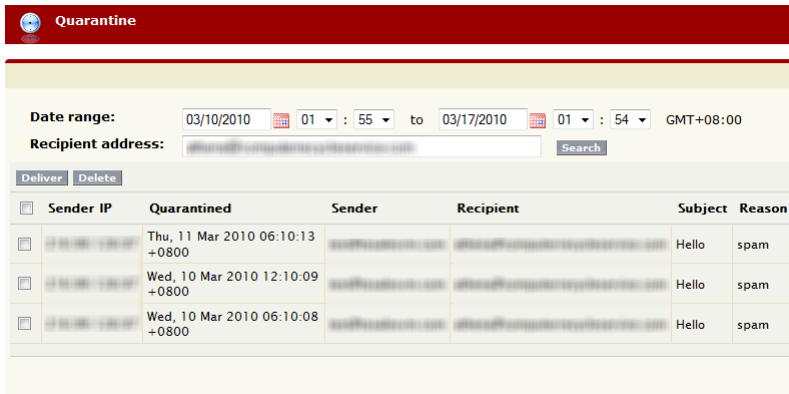 Quarantine
Date range: 03/10/2010 01 : 55 to 03/17/2010 01 : 54 GMT+08:00
Recipient address: Search
Deliver Delete
Sender IP Quarantined Sender Recipient Subject Reason
Thu, 11 Mar 2010 06:10:13
+0800
Hello spam
Wed, 10 Mar 2010 12:10:09
+0800
Hello spam
Wed, 10 Mar 2010 06:10:08
+0800
Hello spam